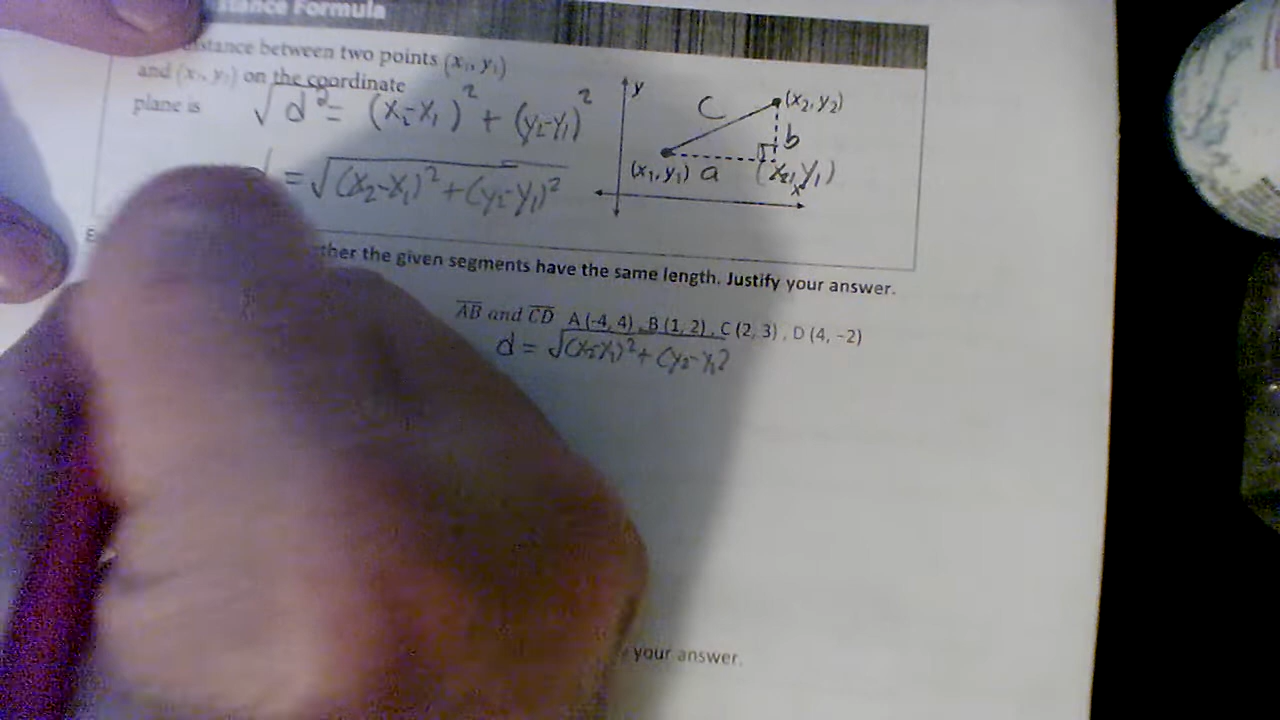 Formula
distance between two points (x₁, y₁)
and (x₂, y₂) on the coordinate
plane is
√d² = (x₂-x₁)² + (y₂-y₁)²
= √(x₂-x₁)² + (y₂-y₁)²
y
C
(x₂, y₂)
b
(x₁, y₁) a (x₂, y₁)
x
the given segments have the same length. Justify your answer.
AB and CD A (-4, 4), B (1, 2), C (2, 3), D (4, -2)
d = √(x₂-x₁)² + (y₂-y₁)²
your answer.